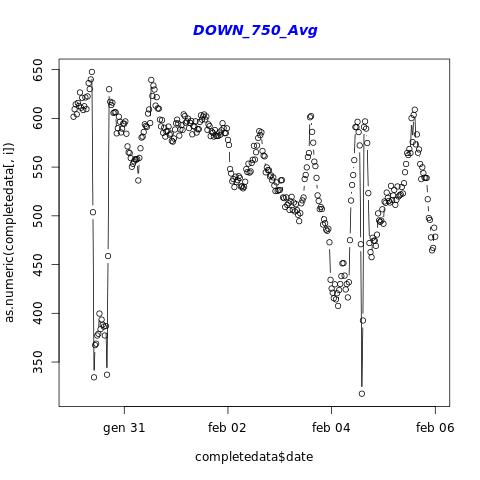 DOWN_750_Avg
as.numeric(completedata[, i])
650
600
550
500
450
400
350
gen 31
feb 02
feb 04
feb 06
completedata$date